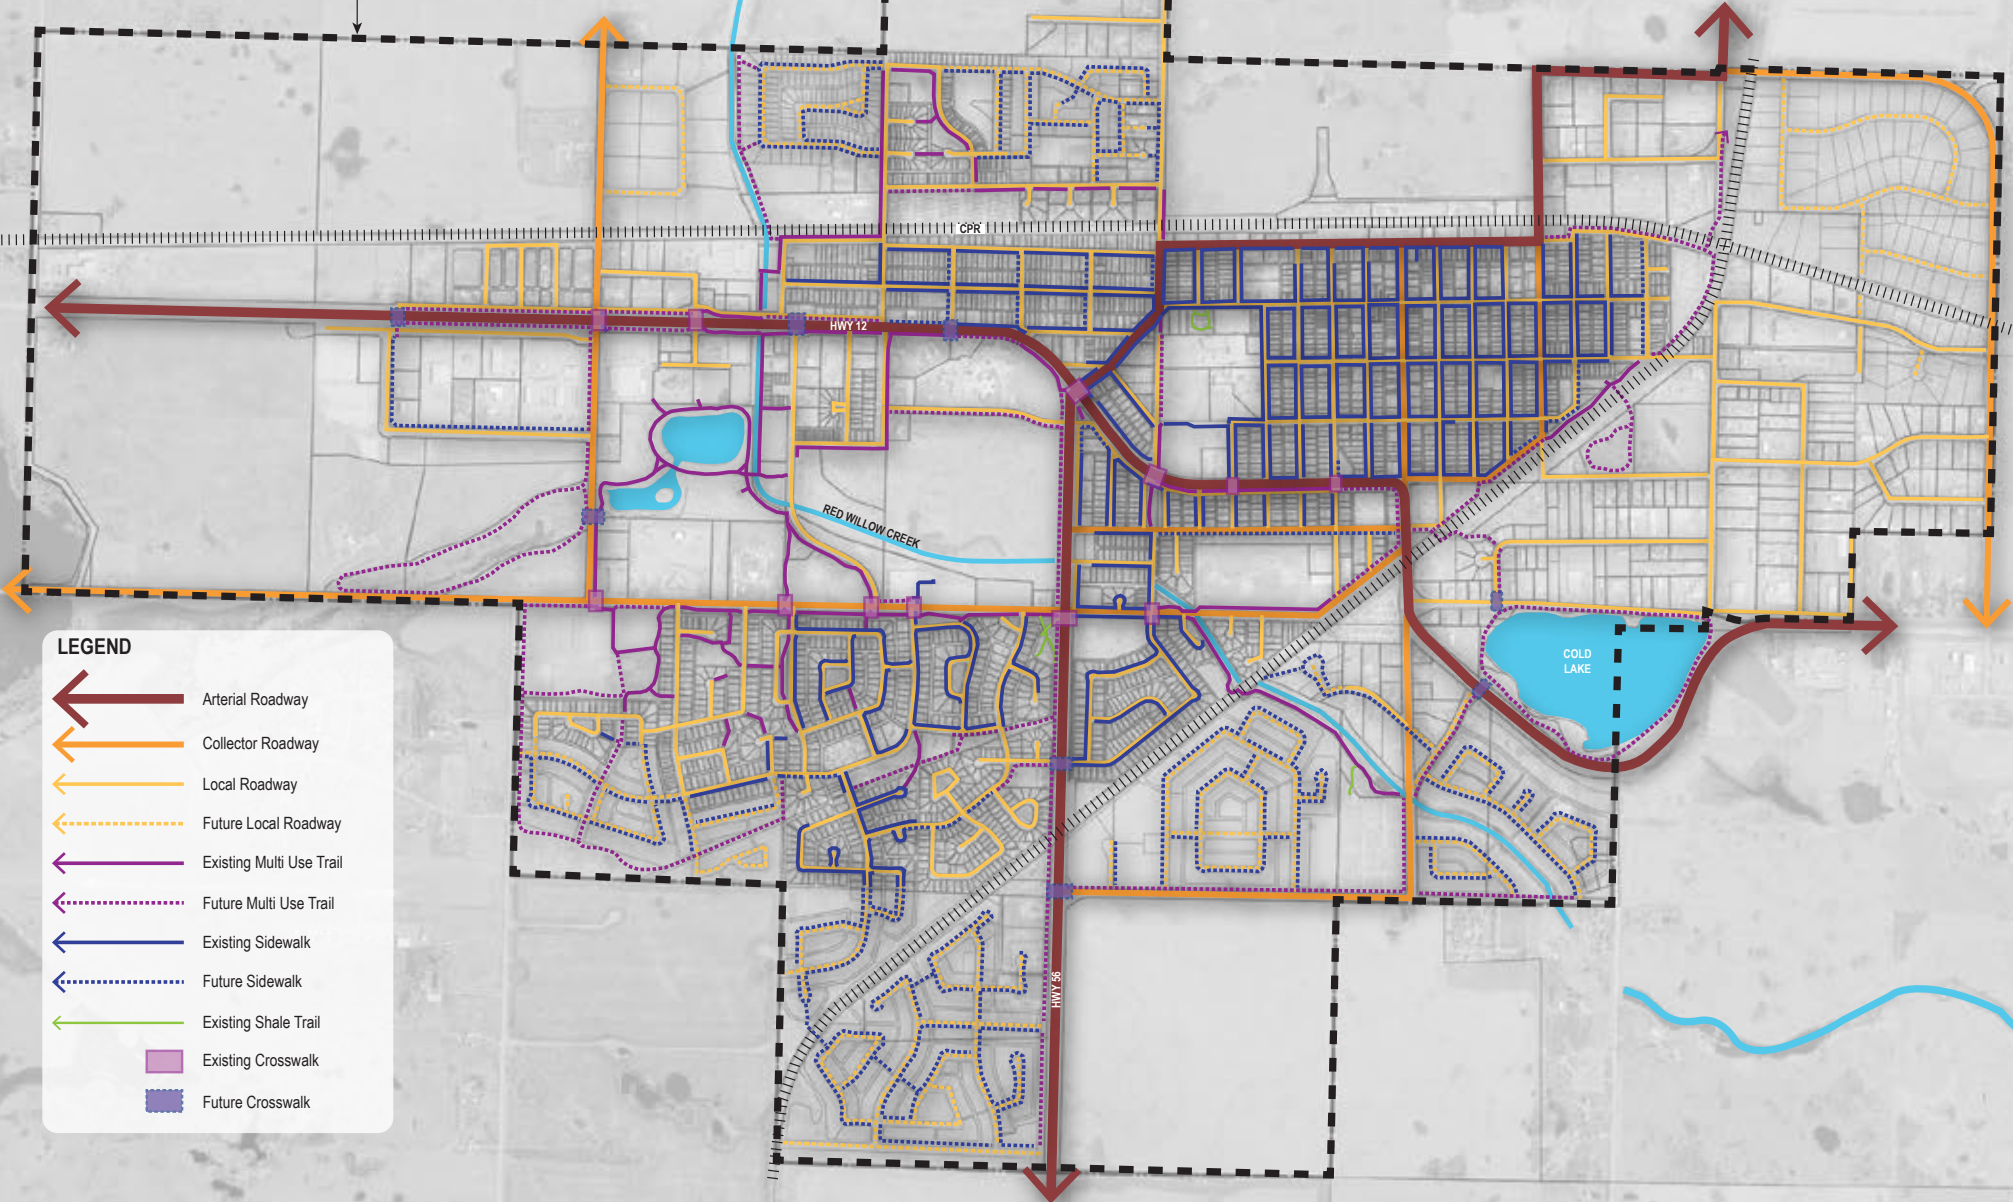 CPR
HWY 12
RED WILLOW CREEK
COLD
LAKE
HWY 56
LEGEND
Arterial Roadway
Collector Roadway
Local Roadway
Future Local Roadway
Existing Multi Use Trail
Future Multi Use Trail
Existing Sidewalk
Future Sidewalk
Existing Shale Trail
Existing Crosswalk
Future Crosswalk